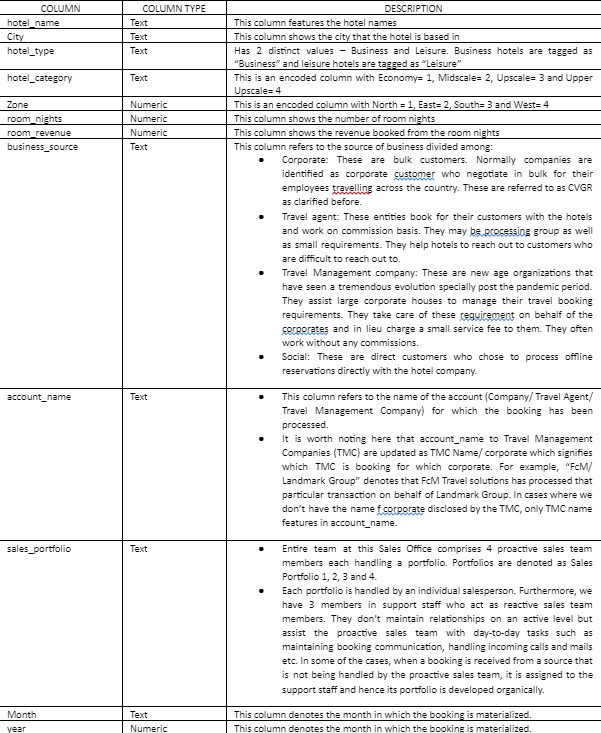 COLUMN COLUMN TYPE DESCRIPTION
hotel_name Text This column features the hotel names
City Text This column shows the city that the hotel is based in
hotel_type Text Has 2 distinct values – Business and Leisure. Business hotels are tagged as
"Business" and leisure hotels are tagged as "Leisure"
hotel_category Text This is an encoded column with Economy= 1, Midscale= 2, Upscale= 3 and Upper
Upscale= 4
Zone Numeric This is an encoded column with North = 1, East= 2, South= 3 and West= 4
room_nights Numeric This column shows the number of room nights
room_revenue Numeric This column shows the revenue booked from the room nights
business_source Text This column refers to the source of business divided among:
• Corporate: These are bulk customers. Normally companies are
identified as corporate customer who negotiate in bulk for their
employees travelling across the country. These are referred to as CVGR
as clarified before.
• Travel agent: These entities book for their customers with the hotels
and work on commission basis. They may be processing group as well
as small requirements. They help hotels to reach out to customers who
are difficult to reach out to.
• Travel Management company: These are new age organizations that
have seen a tremendous evolution specially post the pandemic period.
They assist large corporate houses to manage their travel booking
requirements. They take care of these requirement on behalf of the
corporates and in lieu charge a small service fee to them. They often
work without any commissions.
• Social: These are direct customers who chose to process offline
reservations directly with the hotel company.
account_name Text • This column refers to the name of the account (Company/ Travel Agent/
Travel Management Company) for which the booking has been
processed.
• It is worth noting here that account_name to Travel Management
Companies (TMC) are updated as TMC Name/ corporate which signifies
which TMC is booking for which corporate. For example, "FcM/
Landmark Group" denotes that FcM Travel solutions has processed that
particular transaction on behalf of Landmark Group. In cases where we
don't have the name f corporate disclosed by the TMC, only TMC name
features in account_name.
sales_portfolio Text • Entire team at this Sales Office comprises 4 proactive sales team
members each handling a portfolio. Portfolios are denoted as Sales
Portfolio 1, 2, 3 and 4.
• Each portfolio is handled by an individual salesperson. Furthermore, we
have 3 members in support staff who act as reactive sales team
members. They don't maintain relationships on an active level but
assist the proactive sales team with day-to-day tasks such as
maintaining booking communication, handling incoming calls and mails
etc. In some of the cases, when a booking is received from a source that
is not being handled by the proactive sales team, it is assigned to the
support staff and hence its portfolio is developed organically.
Month Text This column denotes the month in which the booking is materialized.
year Numeric This column denotes the month in which the booking is materialized.